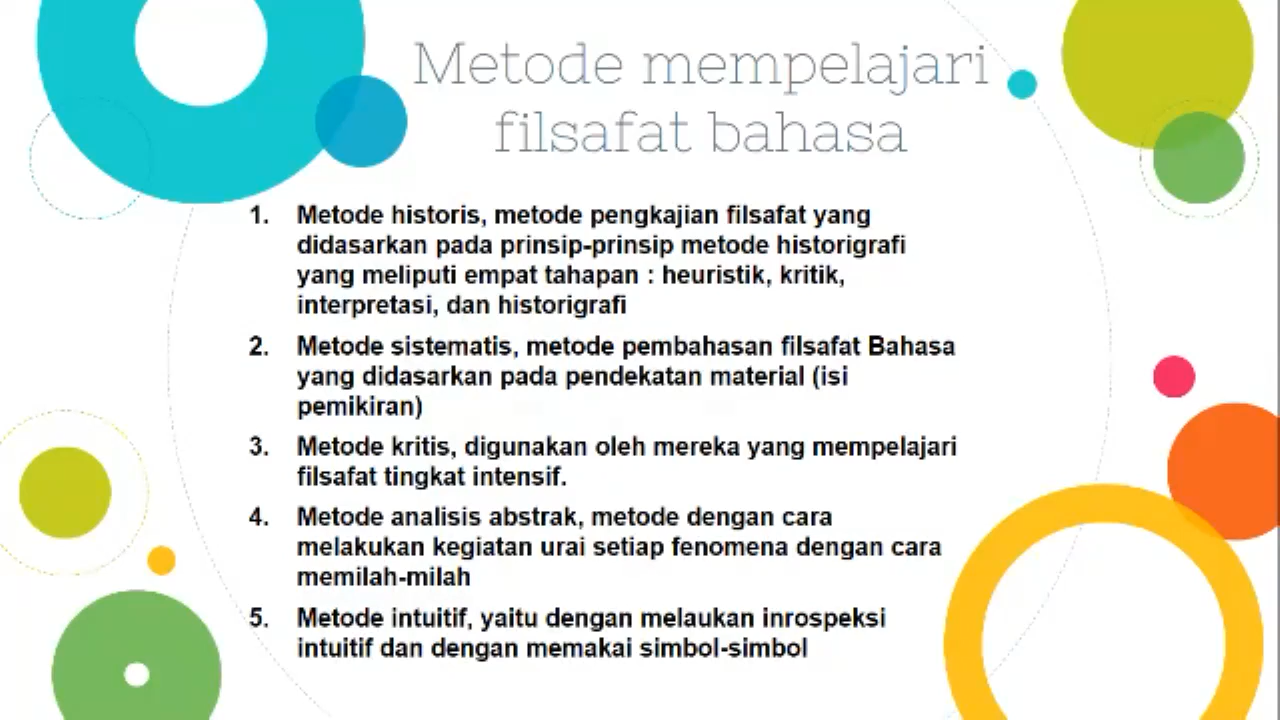 Metode mempelajari
filsafat bahasa
1. Metode historis, metode pengkajian filsafat yang
didasarkan pada prinsip-prinsip metode historigrafi
yang meliputi empat tahapan : heuristik, kritik,
interpretasi, dan historigrafi
2. Metode sistematis, metode pembahasan filsafat Bahasa
yang didasarkan pada pendekatan material (isi
pemikiran)
3. Metode kritis, digunakan oleh mereka yang mempelajari
filsafat tingkat intensif.
4. Metode analisis abstrak, metode dengan cara
melakukan kegiatan urai setiap fenomena dengan cara
memilah-milah
5. Metode intuitif, yaitu dengan melaukan inrospeksi
intuitif dan dengan memakai simbol-simbol